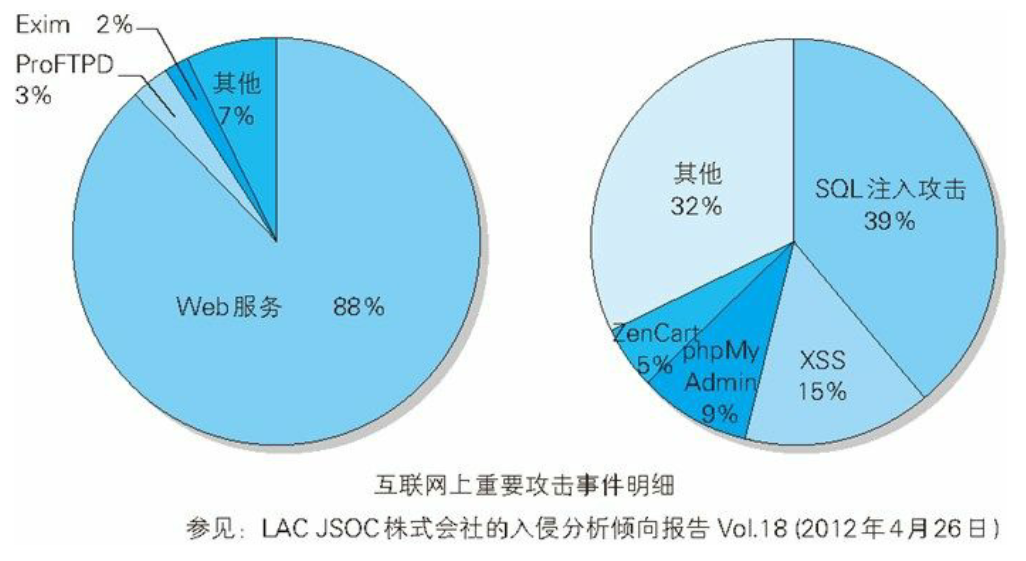 Exim 2%
ProFTPD
3%
其他
7%
Web服务 88%
其他
32%
SQL注入攻击
39%
ZenCart
5%
phpMy
Admin
9%
XSS
15%
互联网上重要攻击事件明细
参见：LAC JSOC株式会社的入侵分析倾向报告 Vol.18 (2012年4月26日)